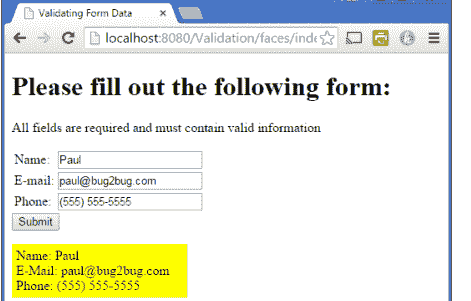 Validating Form Data
localhost:8080/Validation/faces/inde
Please fill out the following form:
All fields are required and must contain valid information
Name: Paul
E-mail: paul@bug2bug.com
Phone: (555) 555-5555
Submit
Name: Paul
E-Mail: paul@bug2bug.com
Phone: (555) 555-5555